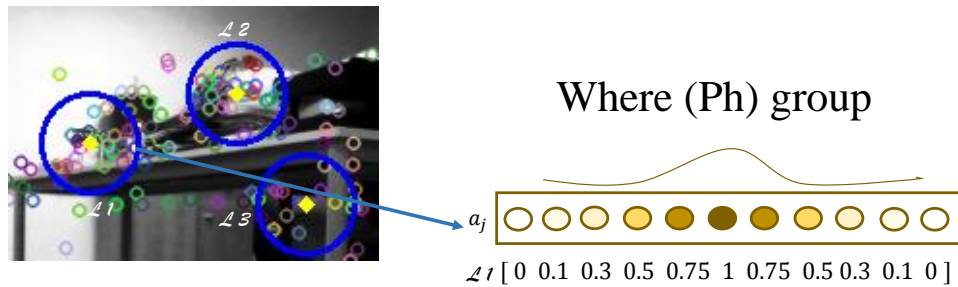 ℒ2
ℒ1
ℒ3
Where (Ph) group
a_j
ℒ1 [ 0 0.1 0.3 0.5 0.75 1 0.75 0.5 0.3 0.1 0 ]